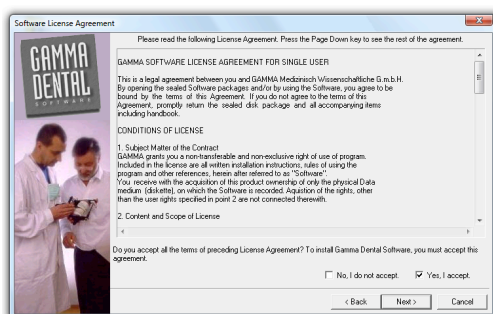 Software License Agreement
Please read the following License Agreement. Press the Page Down key to see the rest of the agreement.
GAMMA
DENTAL
SOFTWARE
GAMMA SOFTWARE LICENSE AGREEMENT FOR SINGLE USER
This is a legal agreement between you and GAMMA Medizinisch Wissenschaftliche G.m.b.H.
By opening the sealed Software packages and/or by using the Software, you agree to be
bound by the terms of this Agreement. If you do not agree to the terms of this
Agreement, promptly return the sealed disk package and all accompanying items
including handbook.
CONDITIONS OF LICENSE
1. Subject Matter of the Contract
GAMMA grants you a non-transferable and non-exclusive right of use of program.
Included in the license are all written installation instructions, rules of using the
program and other references, herein after referred to as "Software".
You receive with the acquisition of this product ownership of only the physical Data
medium (diskette), on which the Software is recorded. Aquistion of the rights, other
than the user rights specified in point 2 are not connected therewith.
2. Content and Scope of License
Do you accept all the terms of preceding License Agreement? To install Gamma Dental Software, you must accept this
agreement.
No, I do not accept.
Yes, I accept.
< Back
Next >
Cancel